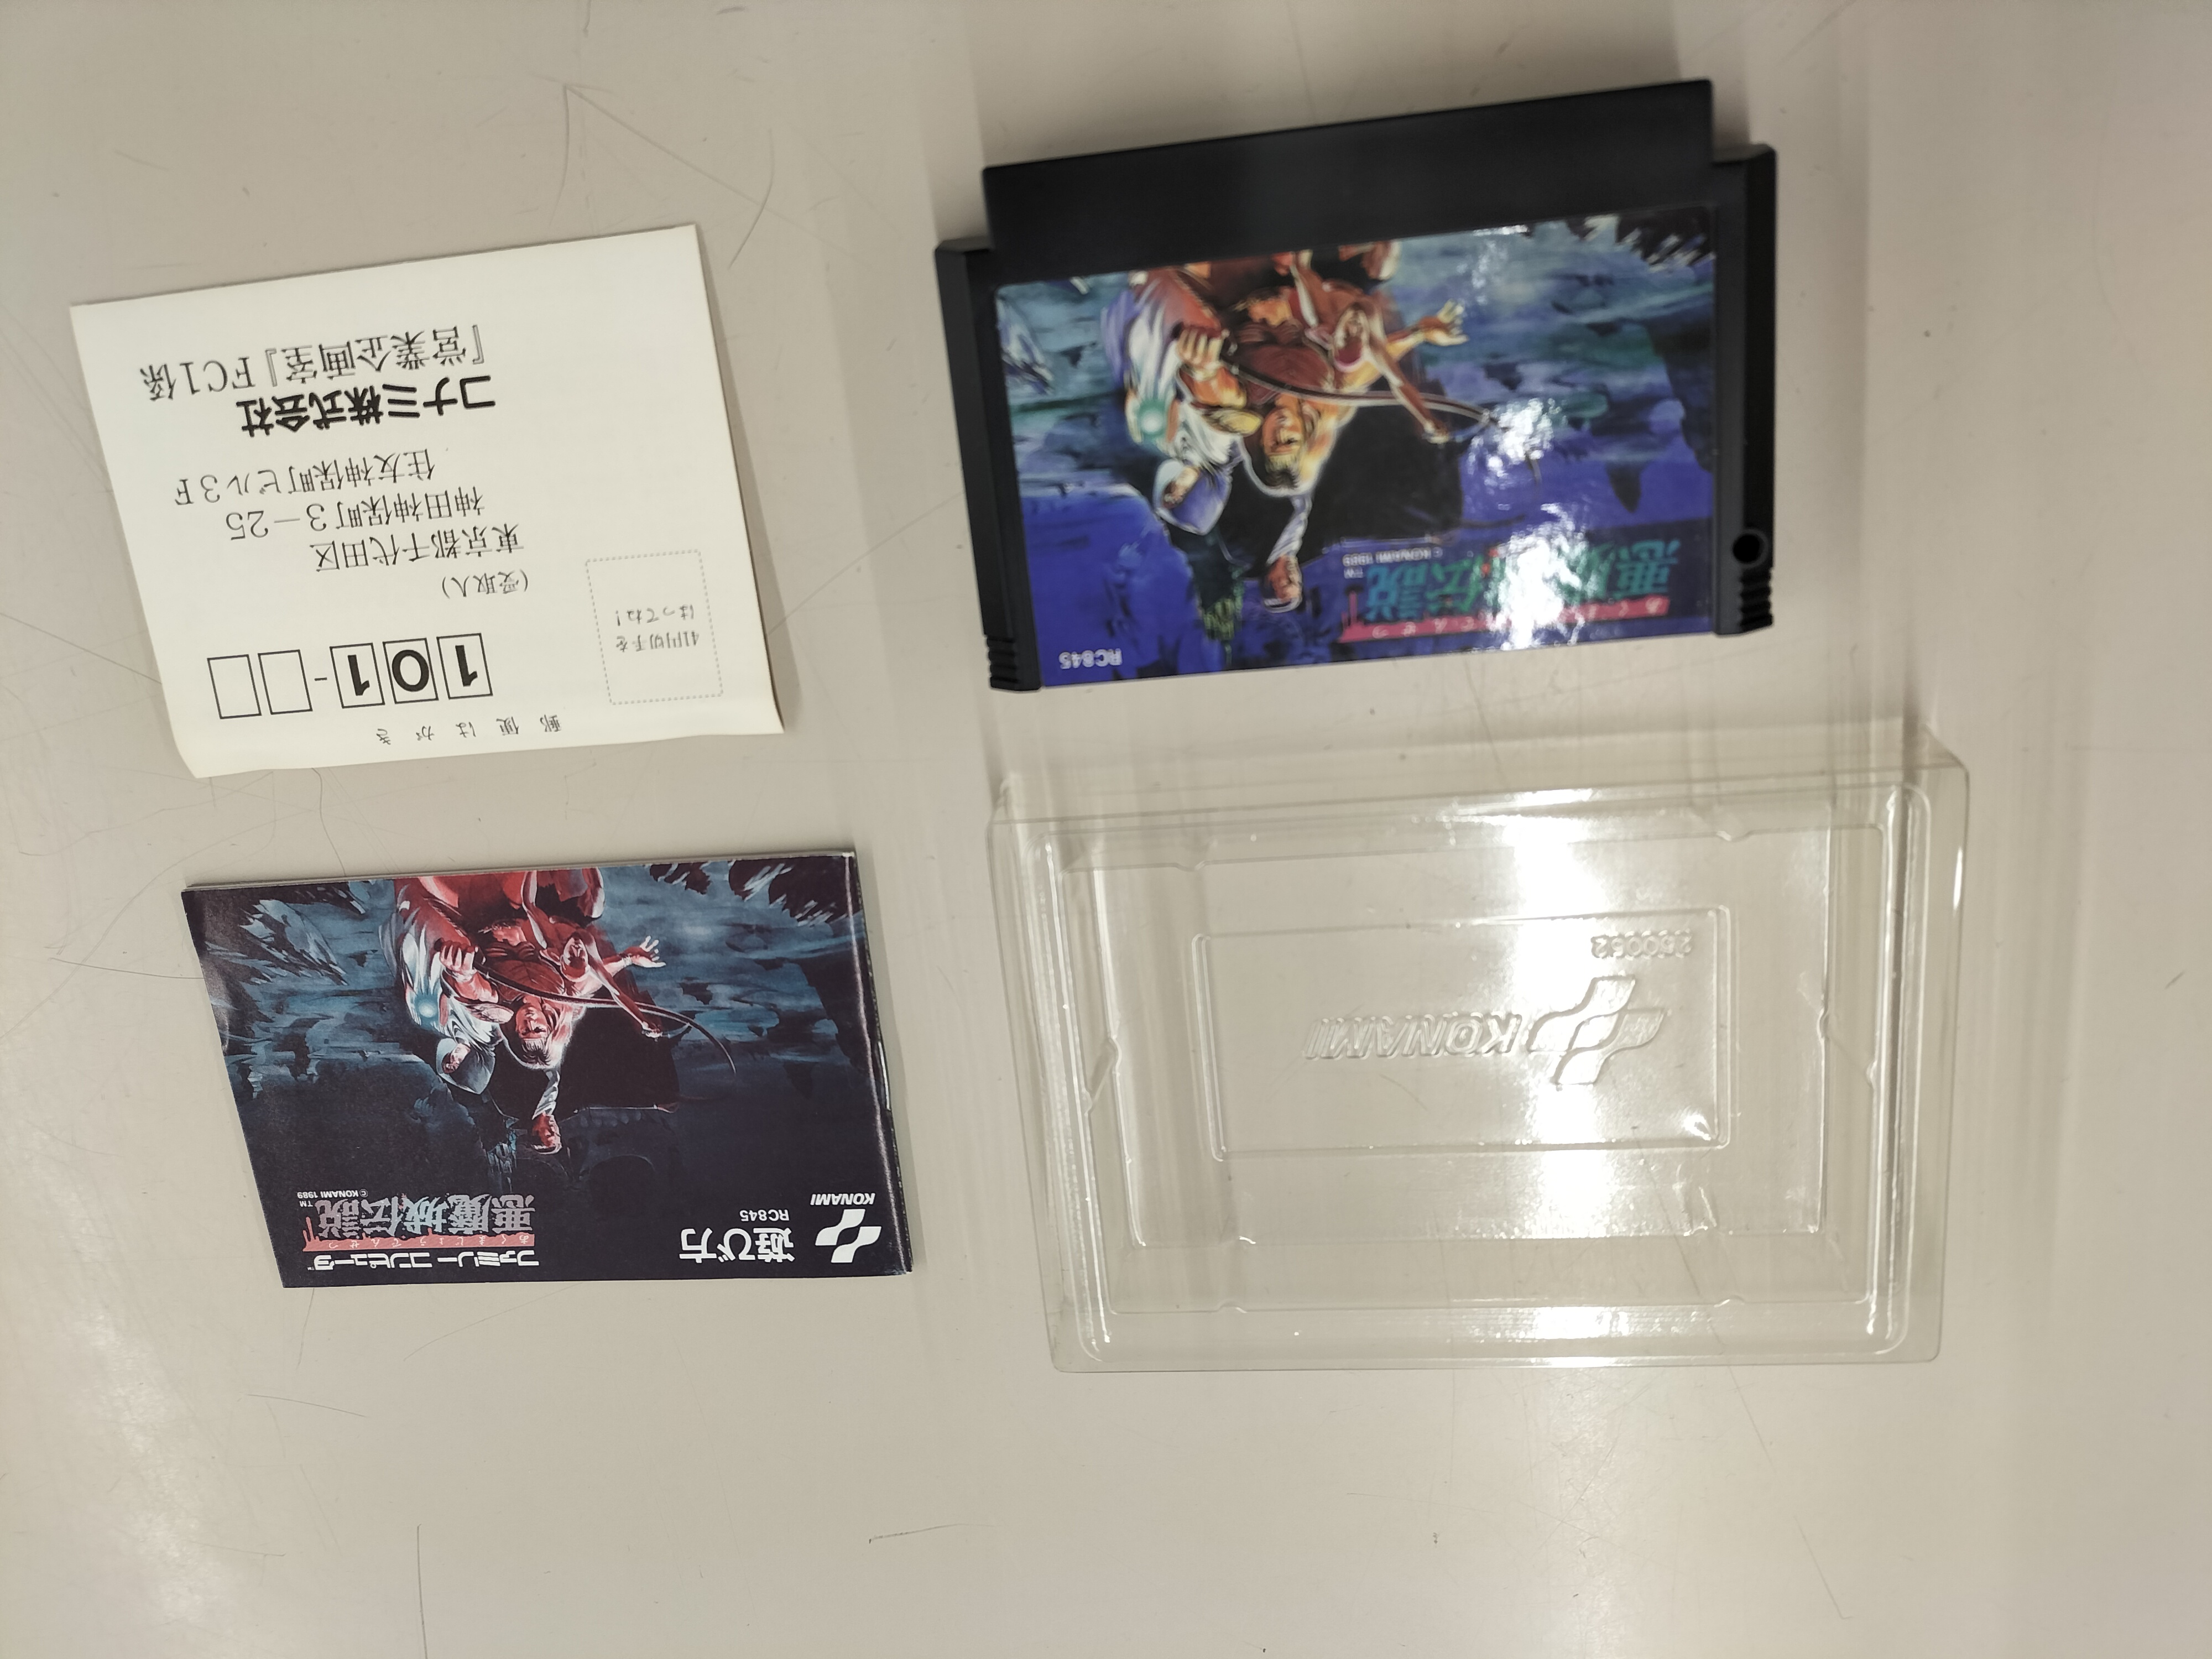 郵便はがき
101-
41円切手を
はってね！
(受取人)
東京都千代田区
神田神保町3-25
住友神保町ビル3F
コナミ株式会社
『営業企画室』FC1係
RC845
あくまじょうでんせつ
悪魔城伝説
TM
© KONAMI 1989
KONAMI
遊び方
RC845
ファミリー コンピュータ
あくまじょうでんせつ
悪魔城伝説
TM
© KONAMI 1989
KONAMI